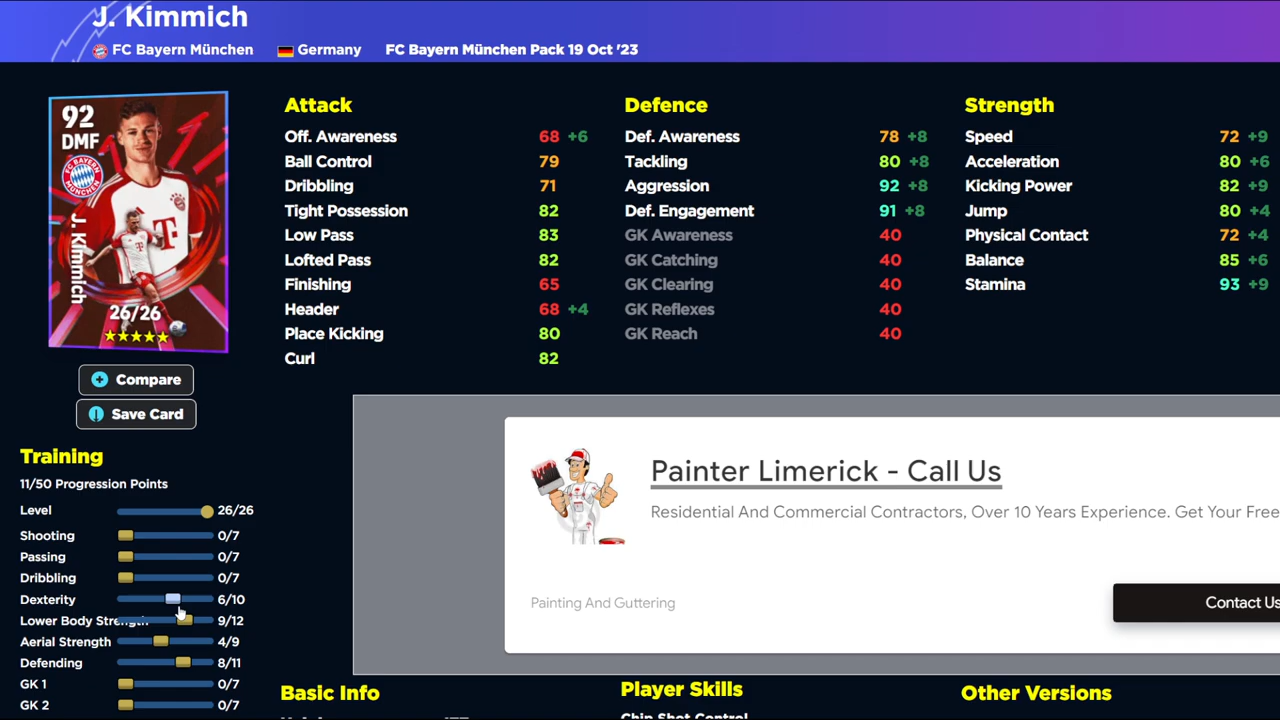 J. Kimmich
FC Bayern München Germany FC Bayern München Pack 19 Oct '23
92
DMF
J. Kimmich
26/26
Compare
Save Card
Attack
Off. Awareness 68 +6
Ball Control 79
Dribbling 71
Tight Possession 82
Low Pass 83
Lofted Pass 82
Finishing 65
Header 68 +4
Place Kicking 80
Curl 82
Defence
Def. Awareness 78 +8
Tackling 80 +8
Aggression 92 +8
Def. Engagement 91 +8
GK Awareness 40
GK Catching 40
GK Clearing 40
GK Reflexes 40
GK Reach 40
Strength
Speed 72 +9
Acceleration 80 +6
Kicking Power 82 +9
Jump 80 +4
Physical Contact 72 +4
Balance 85 +6
Stamina 93 +9
Training
11/50 Progression Points
Level 26/26
Shooting 0/7
Passing 0/7
Dribbling 0/7
Dexterity 6/10
Lower Body Strength 9/12
Aerial Strength 4/9
Defending 8/11
GK 1 0/7
GK 2 0/7
Painter Limerick - Call Us
Residential And Commercial Contractors, Over 10 Years Experience. Get Your Free
Painting And Guttering
Contact Us
Basic Info
Player Skills
Chip Shot Control
Other Versions